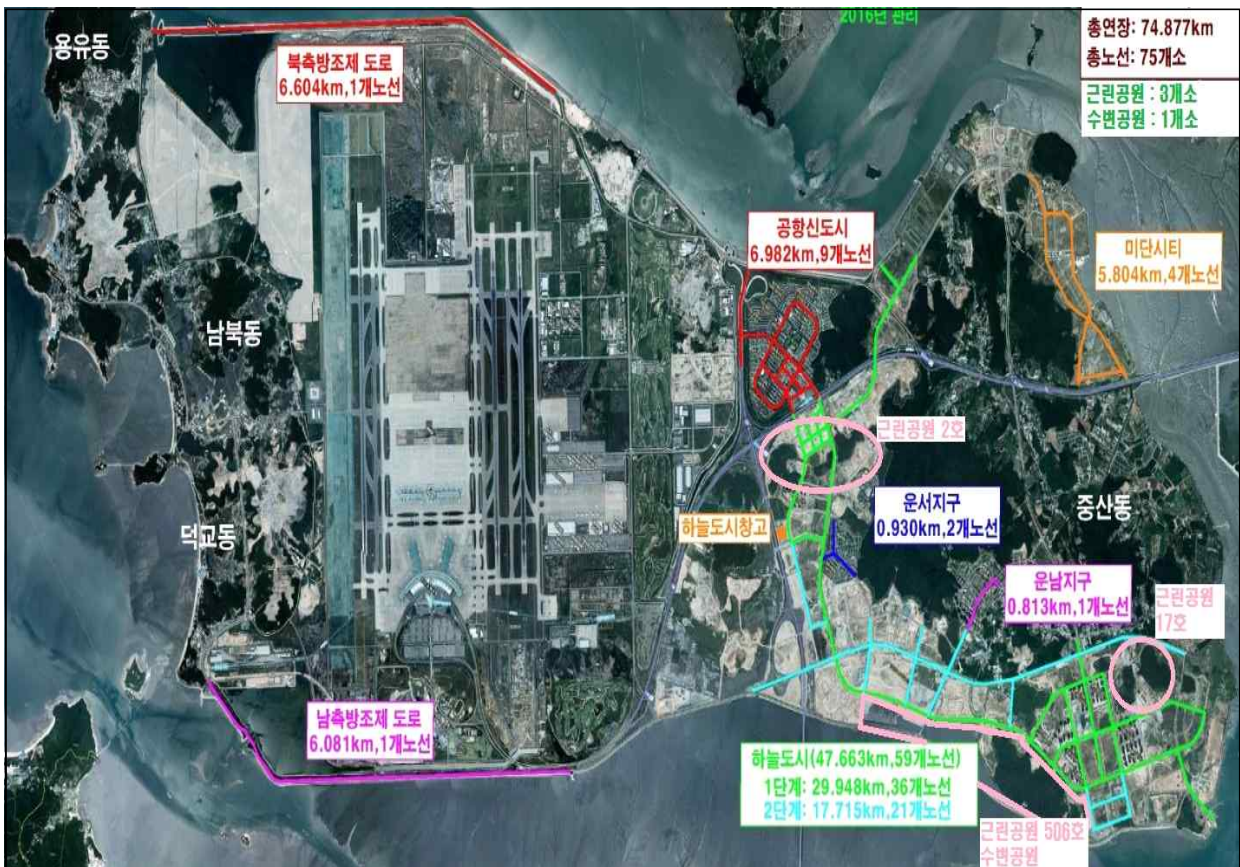 2016년 관리
총연장: 74.877km
총노선: 75개소
근린공원 : 3개소
수변공원 : 1개소
용유동
북측방조제 도로
6.604km,1개노선
공항신도시
6.982km,9개노선
미단시티
5.804km,4개노선
남북동
근린공원 2호
운서지구
0.930km,2개노선
중산동
하늘도시창고
덕교동
운남지구
0.813km,1개노선
근린공원
17호
남측방조제 도로
6.081km,1개노선
하늘도시(47.663km,59개노선)
1단계: 29.948km,36개노선
2단계: 17.715km,21개노선
근린공원 506호
수변공원